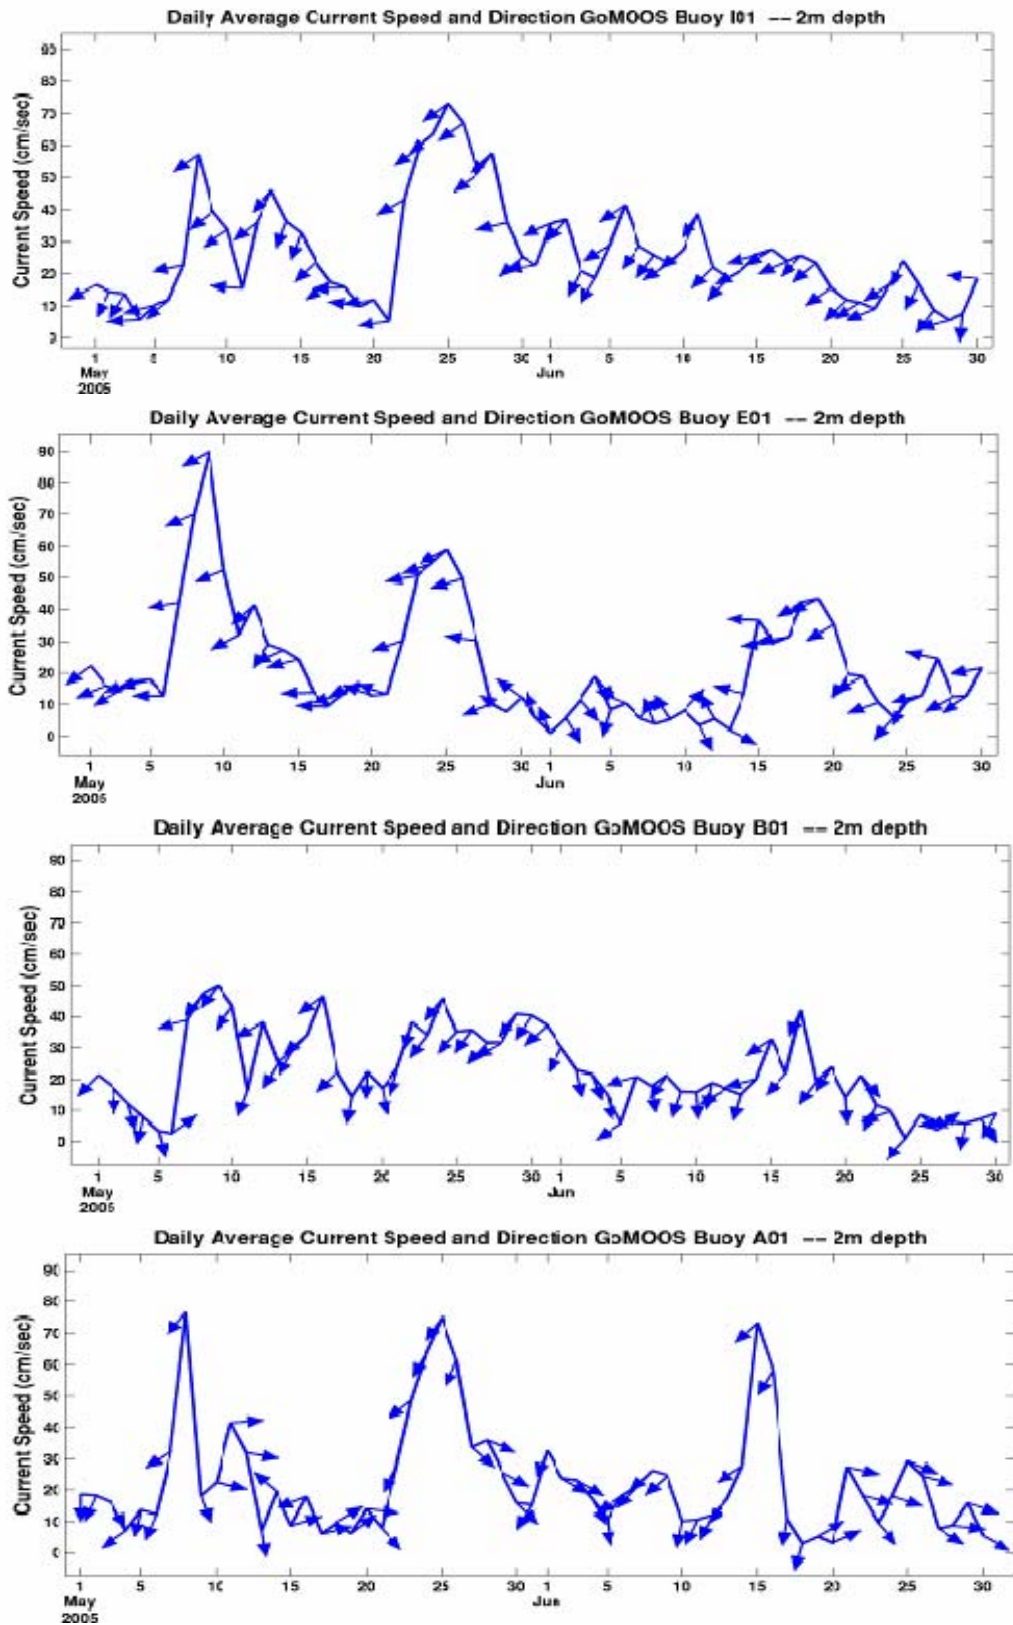 Daily Average Current Speed and Direction GoMOOS Buoy I01 -- 2m depth
Current Speed (cm/sec)
90
80
70
60
50
40
30
20
10
0
1 5 10 15 20 25 30 1 5 10 15 20 25 30
May Jun
2005
Daily Average Current Speed and Direction GoMOOS Buoy E01 -- 2m depth
Current Speed (cm/sec)
90
80
70
60
50
40
30
20
10
0
1 5 10 15 20 25 30 1 5 10 15 20 25 30
May Jun
2005
Daily Average Current Speed and Direction GoMOOS Buoy B01 -- 2m depth
Current Speed (cm/sec)
90
80
70
60
50
40
30
20
10
0
1 5 10 15 20 25 30 1 5 10 15 20 25 30
May Jun
2005
Daily Average Current Speed and Direction GoMOOS Buoy A01 -- 2m depth
Current Speed (cm/sec)
90
80
70
60
50
40
30
20
10
0
1 5 10 15 20 25 30 1 5 10 15 20 25 30
May Jun
2005